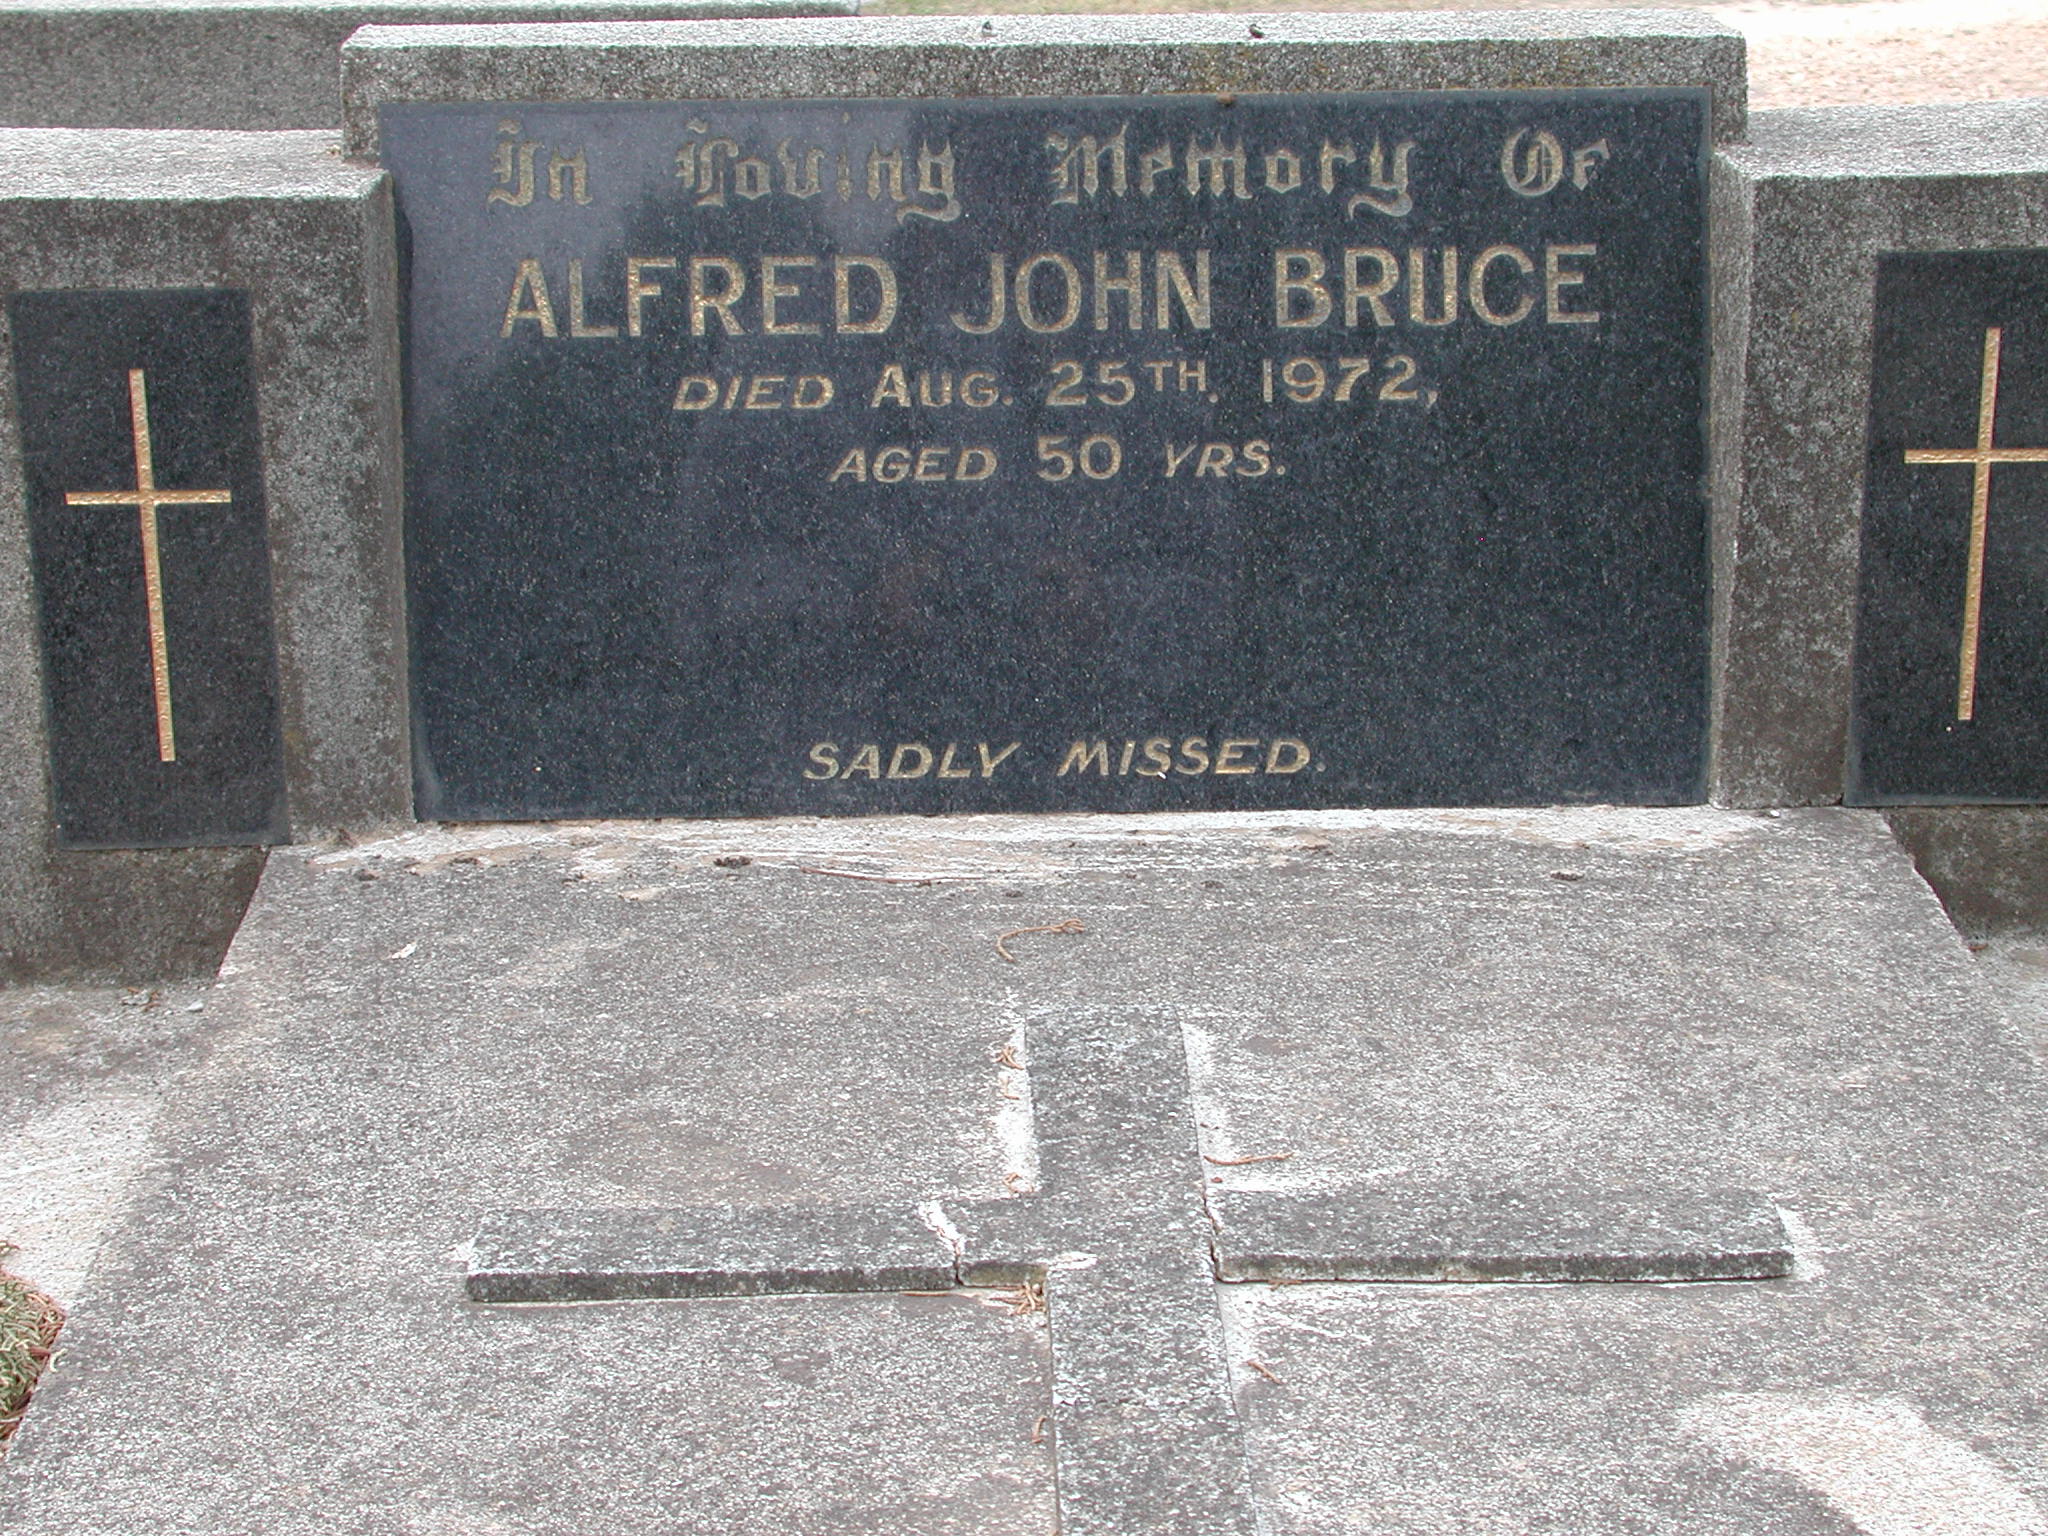 In Loving Memory Of
ALFRED JOHN BRUCE
DIED AUG. 25TH. 1972,
AGED 50 YRS.
SADLY MISSED.